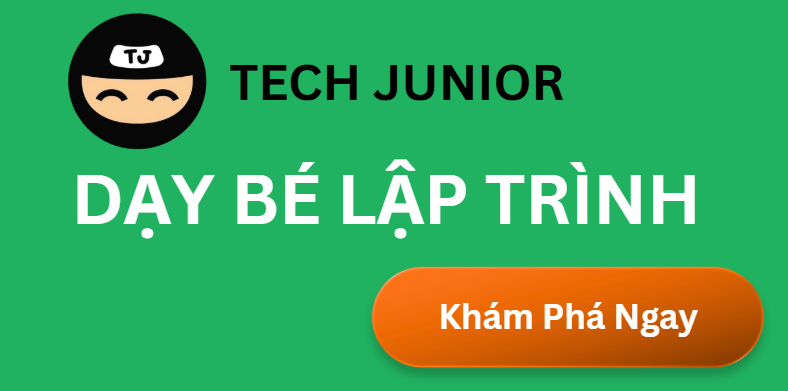 TJ
TECH JUNIOR
DẠY BÉ LẬP TRÌNH
Khám Phá Ngay